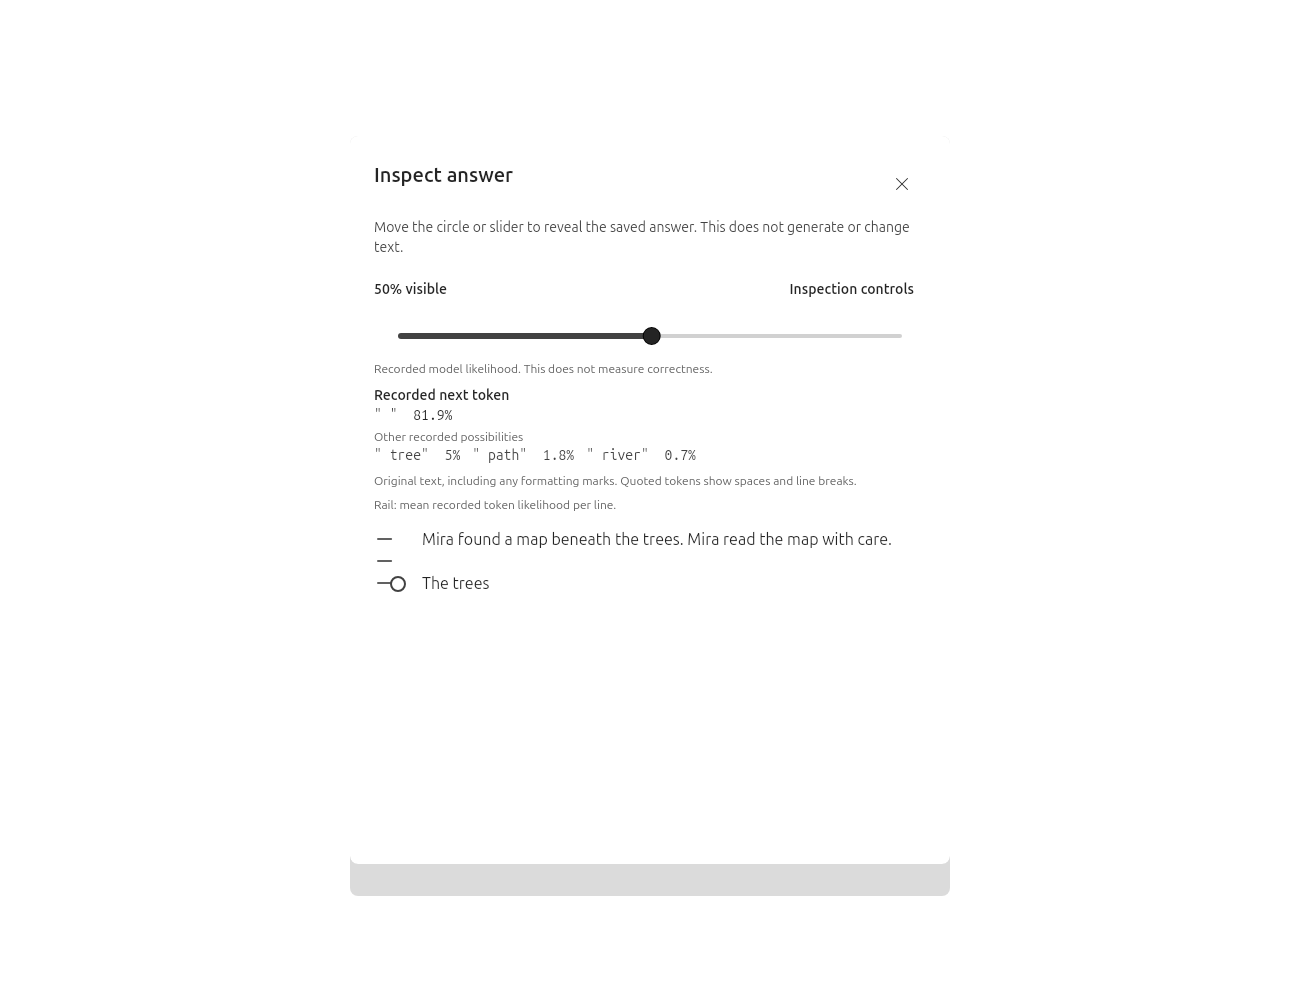 Inspect answer
Move the circle or slider to reveal the saved answer. This does not generate or change
text.
50% visible
Inspection controls
Recorded model likelihood. This does not measure correctness.
Recorded next token
" " 81.9%
Other recorded possibilities
" tree" 5% " path" 1.8% " river" 0.7%
Original text, including any formatting marks. Quoted tokens show spaces and line breaks.
Rail: mean recorded token likelihood per line.
Mira found a map beneath the trees. Mira read the map with care.
The trees